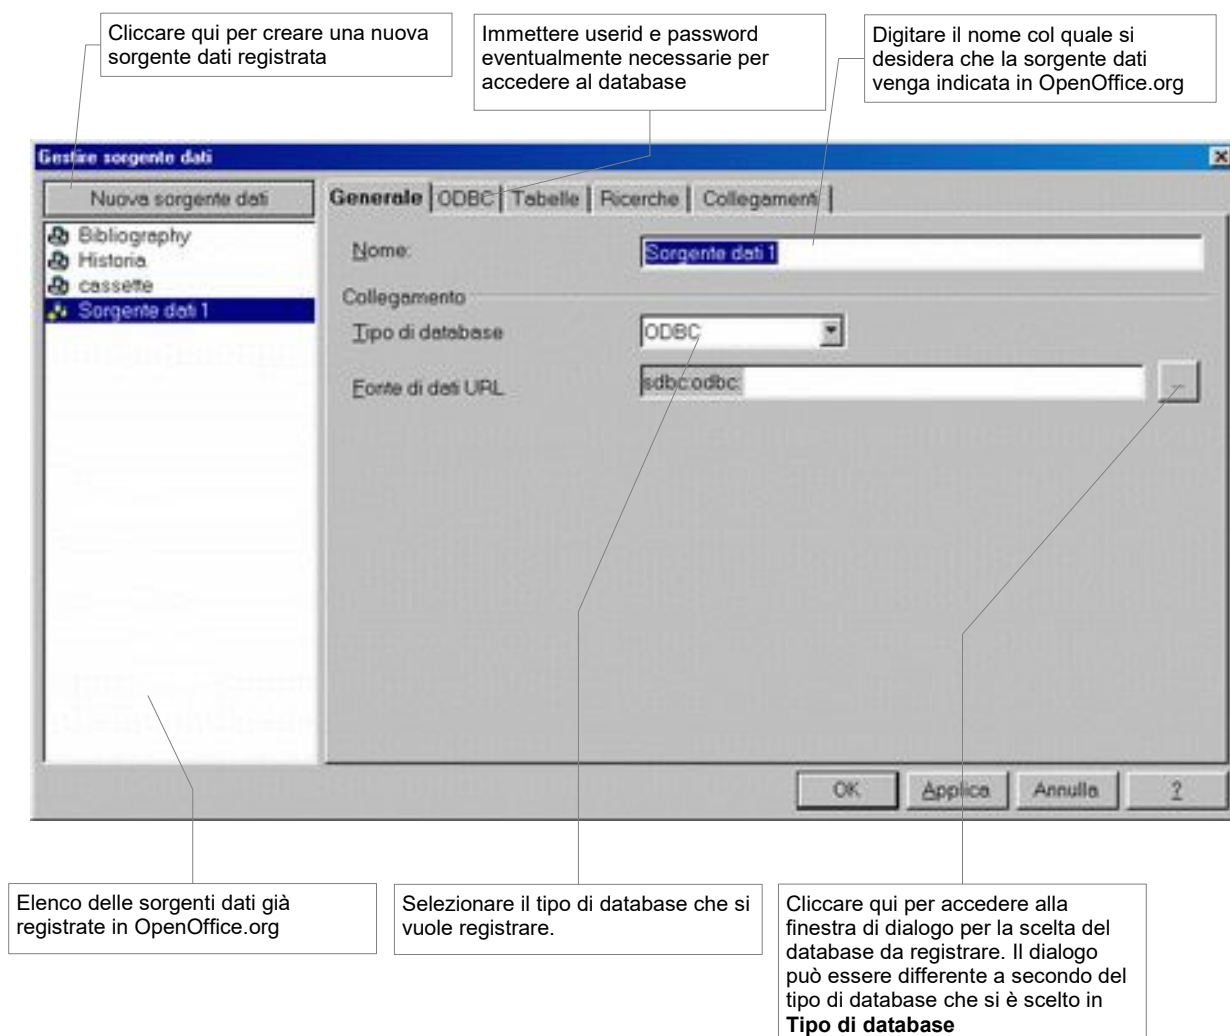 Cliccare qui per creare una nuova
sorgente dati registrata
Immettere userid e password
eventualmente necessarie per
accedere al database
Digitare il nome col quale si
desidera che la sorgente dati
venga indicata in OpenOffice.org
Gestire sorgente dati
Nuova sorgente dati
Generale ODBC Tabelle Ricerche Collegamenti
Bibliography
Historia
cassette
Sorgente dati 1
Nome: Sorgente dati 1
Collegamento
Tipo di database ODBC
Fonte di dati URL sdbc:odbc: ...
OK Applica Annulla ?
Elenco delle sorgenti dati già
registrate in OpenOffice.org
Selezionare il tipo di database che si
vuole registrare.
Cliccare qui per accedere alla
finestra di dialogo per la scelta del
database da registrare. Il dialogo
può essere differente a secondo del
tipo di database che si è scelto in
Tipo di database